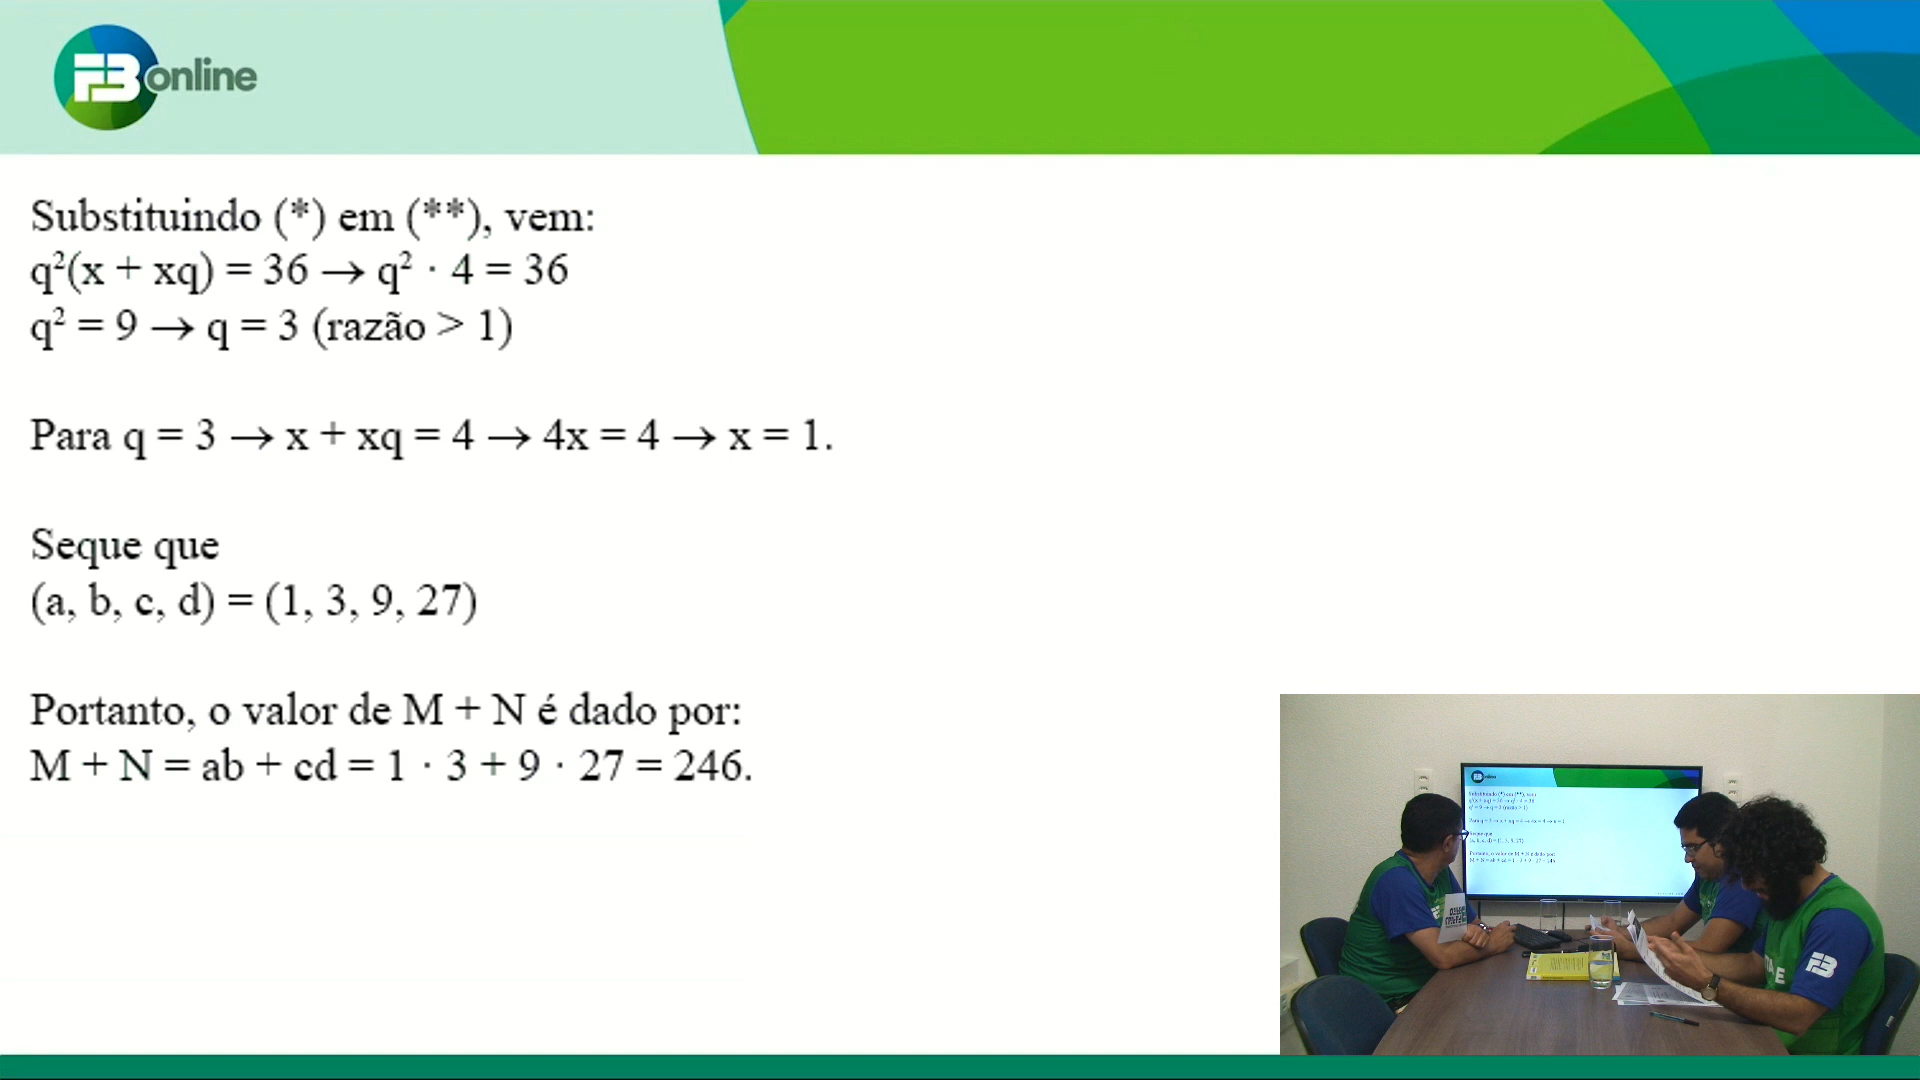 FB online
Substituindo (*) em (**), vem:
q²(x + xq) = 36 → q² · 4 = 36
q² = 9 → q = 3 (razão > 1)
Para q = 3 → x + xq = 4 → 4x = 4 → x = 1.
Seque que
(a, b, c, d) = (1, 3, 9, 27)
Portanto, o valor de M + N é dado por:
M + N = ab + cd = 1 · 3 + 9 · 27 = 246.